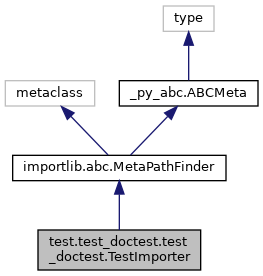 type
metaclass
_py_abc.ABCMeta
importlib.abc.MetaPathFinder
test.test_doctest.test
_doctest.TestImporter